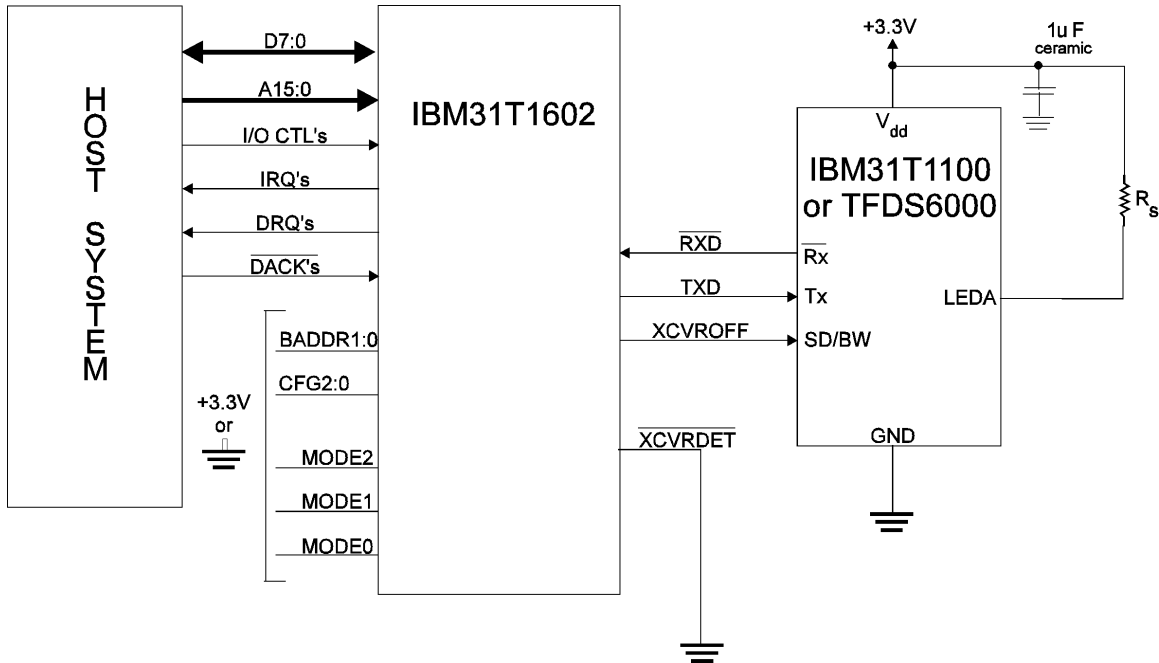 HOST SYSTEM
D7:0
A15:0
I/O CTL's
IRQ's
DRQ's
DACK's
BADDR1:0
CFG2:0
+3.3V
or
MODE2
MODE1
MODE0
IBM31T1602
RXD
TXD
XCVROFF
XCVRDET
+3.3V
1u F
ceramic
Vdd
IBM31T1100
or TFDS6000
Rx
Tx
SD/BW
LEDA
GND
Rs